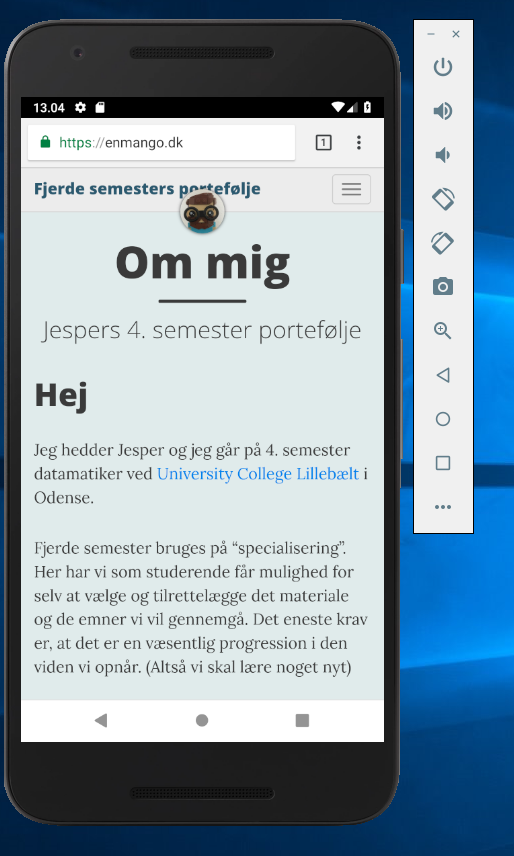 13.04
https://enmango.dk
1
Fjerde semesters portefølje
Om mig
Jespers 4. semester portefølje
Hej
Jeg hedder Jesper og jeg går på 4. semester
datamatiker ved University College Lillebælt i
Odense.
Fjerde semester bruges på “specialisering”.
Her har vi som studerende får mulighed for
selv at vælge og tilrettelægge det materiale
og de emner vi vil gennemgå. Det eneste krav
er, at det er en væsentlig progression i den
viden vi opnår. (Altså vi skal lære noget nyt)